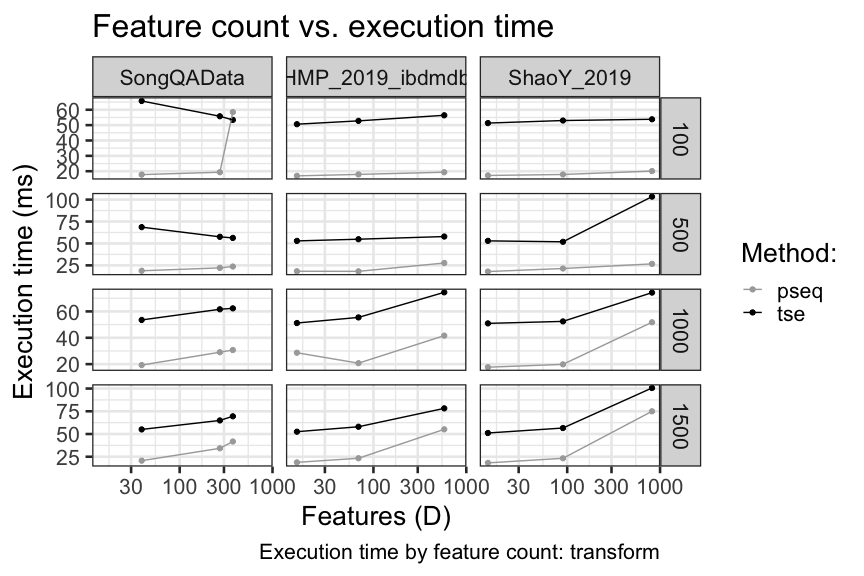 Feature count vs. execution time
SongQAData
HMP_2019_ibdmdb
ShaoY_2019
60
50
40
30
20
100
100
75
50
25
500
60
40
20
1000
100
75
50
25
1500
30 100 300 1000
30 100 300 1000
30 100 300 1000
Execution time (ms)
Features (D)
Execution time by feature count: transform
Method:
pseq
tse